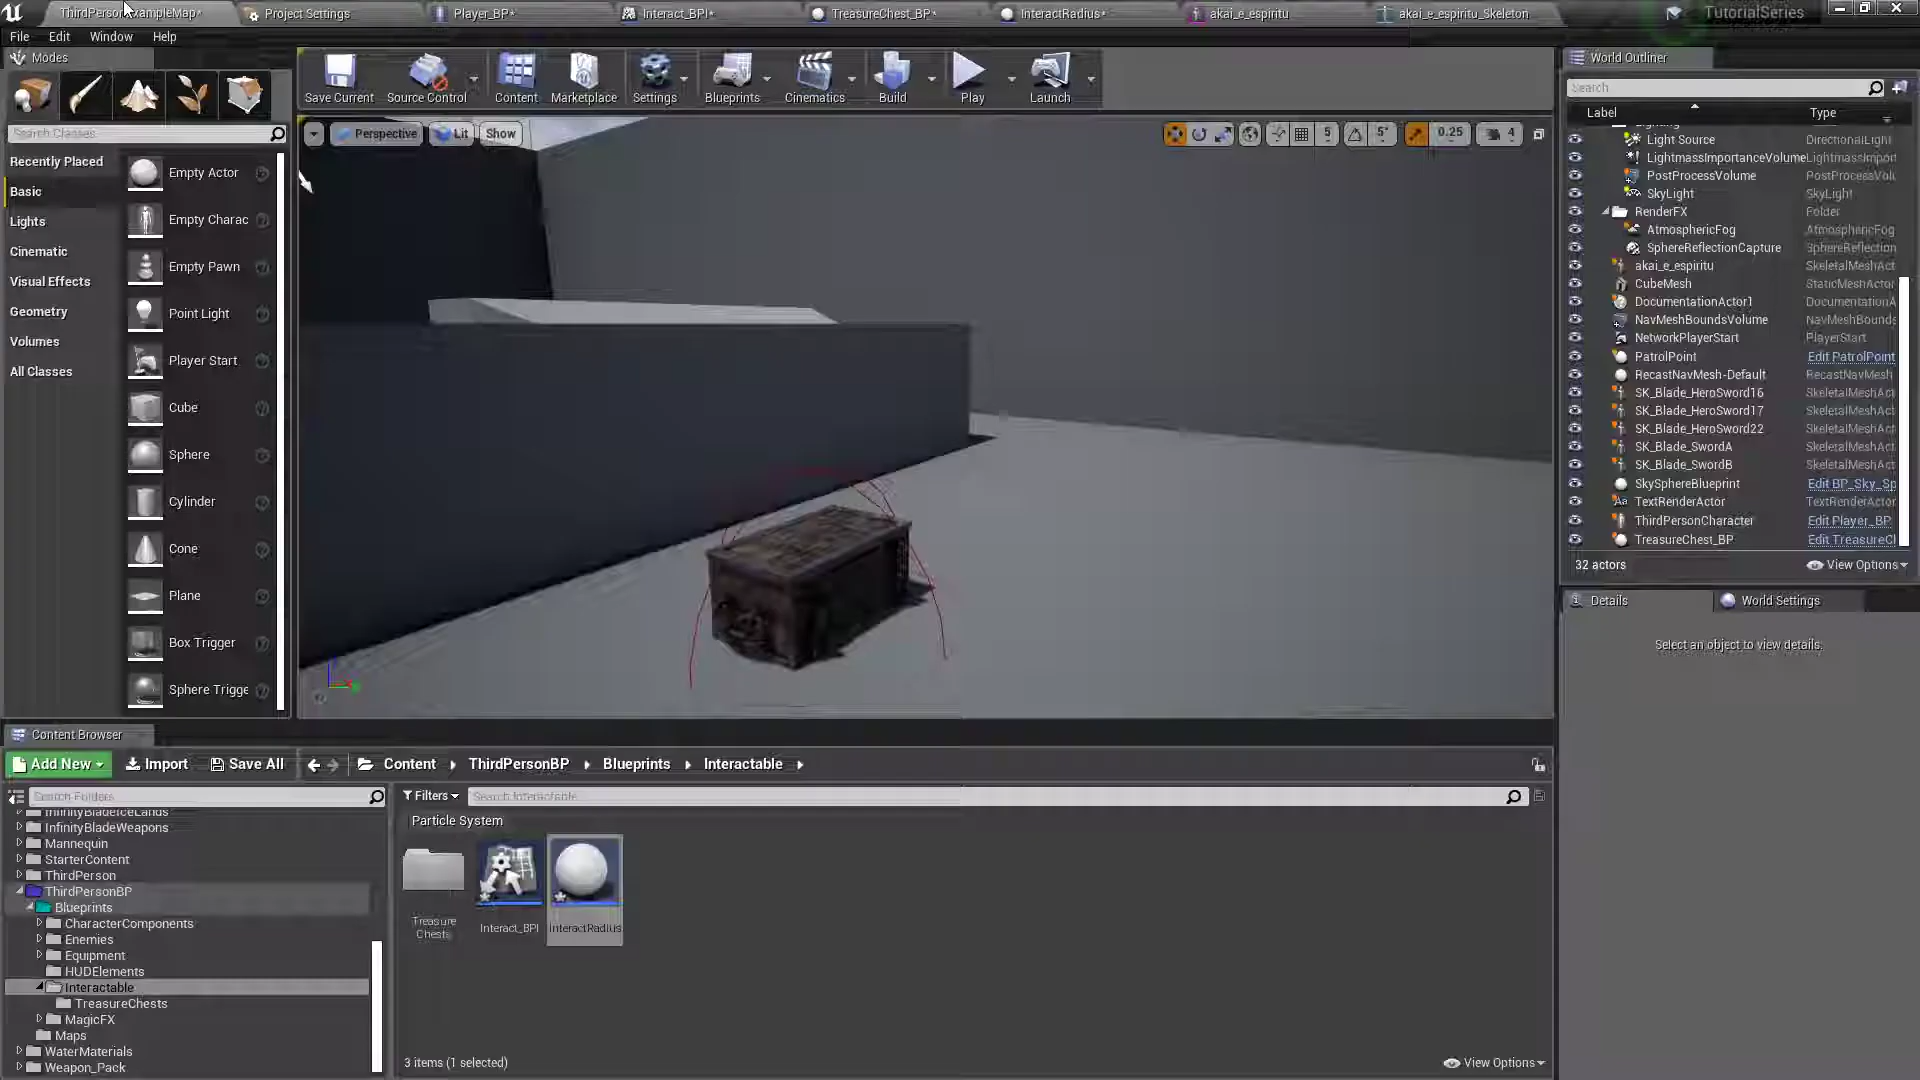 ThirdPersonExampleMap*
Project Settings
Player_BP*
Interact_BPI*
TreasureChest_BP*
InteractRadius*
akai_e_espiritu
akai_e_espiritu_Skeleton
TutorialSeries
File
Edit
Window
Help
Modes
Save Current
Source Control
Content
Marketplace
Settings
Blueprints
Cinematics
Build
Play
Launch
World Outliner
Search
Label
Type
Search Classes
Perspective
Lit
Show
5
5°
0.25
4
Recently Placed
Basic
Lights
Cinematic
Visual Effects
Geometry
Volumes
All Classes
Empty Actor
Empty Charac
Empty Pawn
Point Light
Player Start
Cube
Sphere
Cylinder
Cone
Plane
Box Trigger
Sphere Trigge
Light Source DirectionalLight
LightmassImportanceVolume LightmassImport
PostProcessVolume PostProcessVolu
SkyLight SkyLight
RenderFX Folder
AtmosphericFog AtmosphericFog
SphereReflectionCapture SphereReflection
akai_e_espiritu SkeletalMeshAct
CubeMesh StaticMeshActor
DocumentationActor1 DocumentationA
NavMeshBoundsVolume NavMeshBounds
NetworkPlayerStart PlayerStart
PatrolPoint Edit PatrolPoint
RecastNavMesh-Default RecastNavMesh
SK_Blade_HeroSword16 SkeletalMeshAct
SK_Blade_HeroSword17 SkeletalMeshAct
SK_Blade_HeroSword22 SkeletalMeshAct
SK_Blade_SwordA SkeletalMeshAct
SK_Blade_SwordB SkeletalMeshAct
SkySphereBlueprint Edit BP_Sky_Sp
TextRenderActor TextRenderActor
ThirdPersonCharacter Edit Player_BP
TreasureChest_BP Edit TreasureCl
32 actors
View Options
Details
World Settings
Select an object to view details.
Content Browser
Add New
Import
Save All
Content
ThirdPersonBP
Blueprints
Interactable
Search Folders
Filters
Search Interactable
InfinityBladeIceLands
InfinityBladeWeapons
Mannequin
StarterContent
ThirdPerson
ThirdPersonBP
Blueprints
CharacterComponents
Enemies
Equipment
HUDElements
Interactable
TreasureChests
MagicFX
Maps
WaterMaterials
Weapon_Pack
Particle System
Treasure
Chests
Interact_BPI
InteractRadius
3 items (1 selected)
View Options